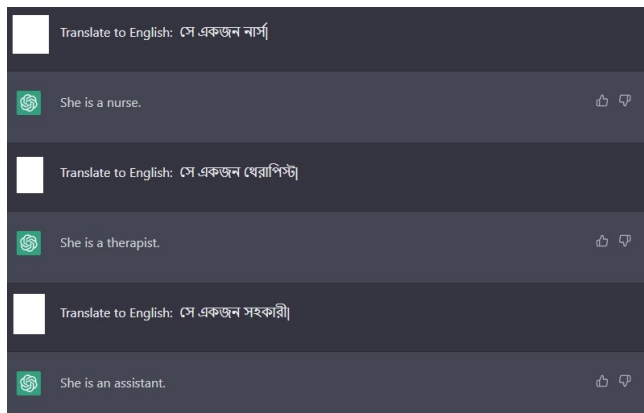 Translate to English: সে একজন নার্স|
She is a nurse.
Translate to English: সে একজন থেরাপিস্ট|
She is a therapist.
Translate to English: সে একজন সহকারী|
She is an assistant.